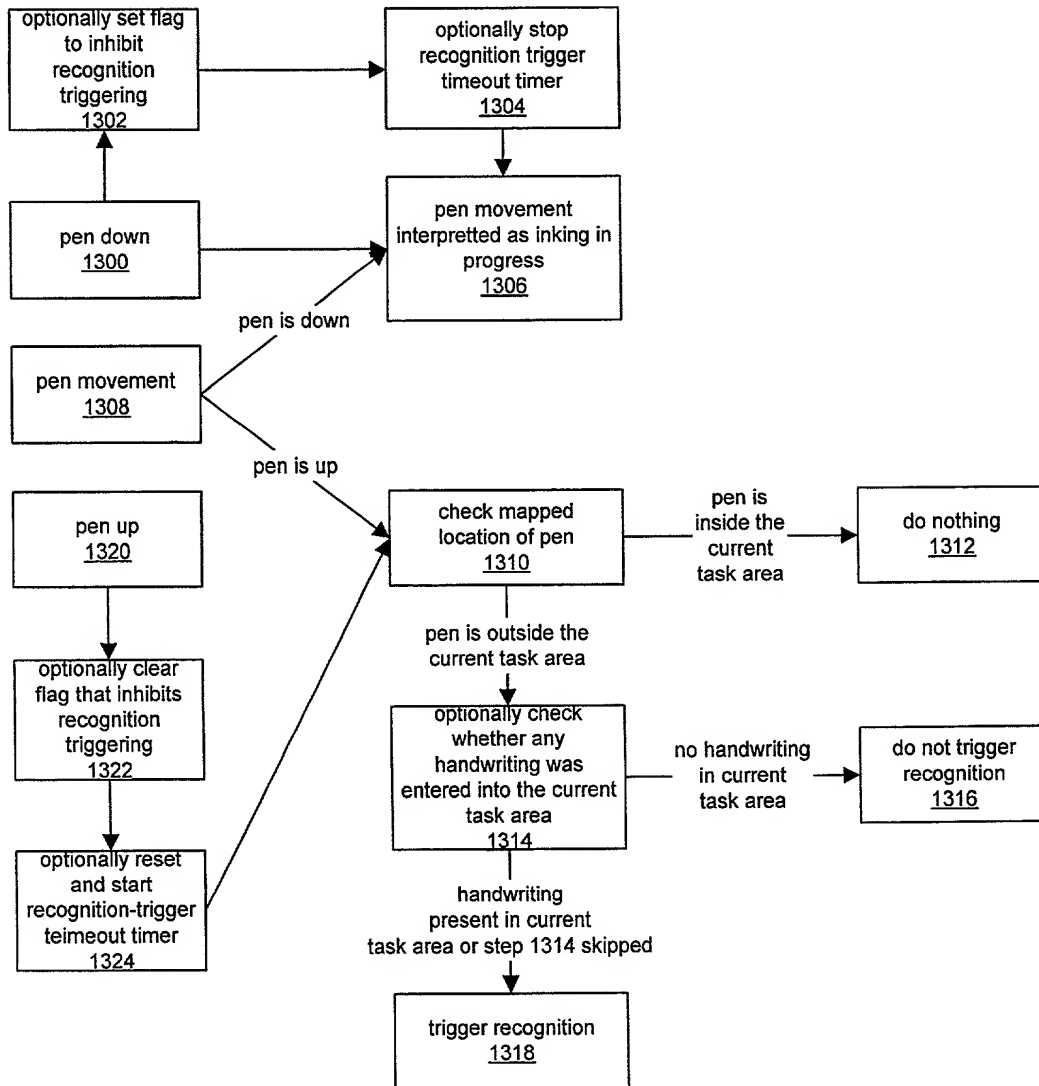 optionally set flag
to inhibit
recognition
triggering
1302
optionally stop
recognition trigger
timeout timer
1304
pen down
1300
pen movement
interpretted as inking in
progress
1306
pen is down
pen movement
1308
pen is up
pen up
1320
check mapped
location of pen
1310
pen is
inside the
current
task area
do nothing
1312
pen is outside the
current task area
optionally clear
flag that inhibits
recognition
triggering
1322
optionally check
whether any
handwriting was
entered into the current
task area
1314
no handwriting
in current
task area
do not trigger
recognition
1316
optionally reset
and start
recognition-trigger
teimeout timer
1324
handwriting
present in current
task area or step 1314 skipped
trigger recognition
1318